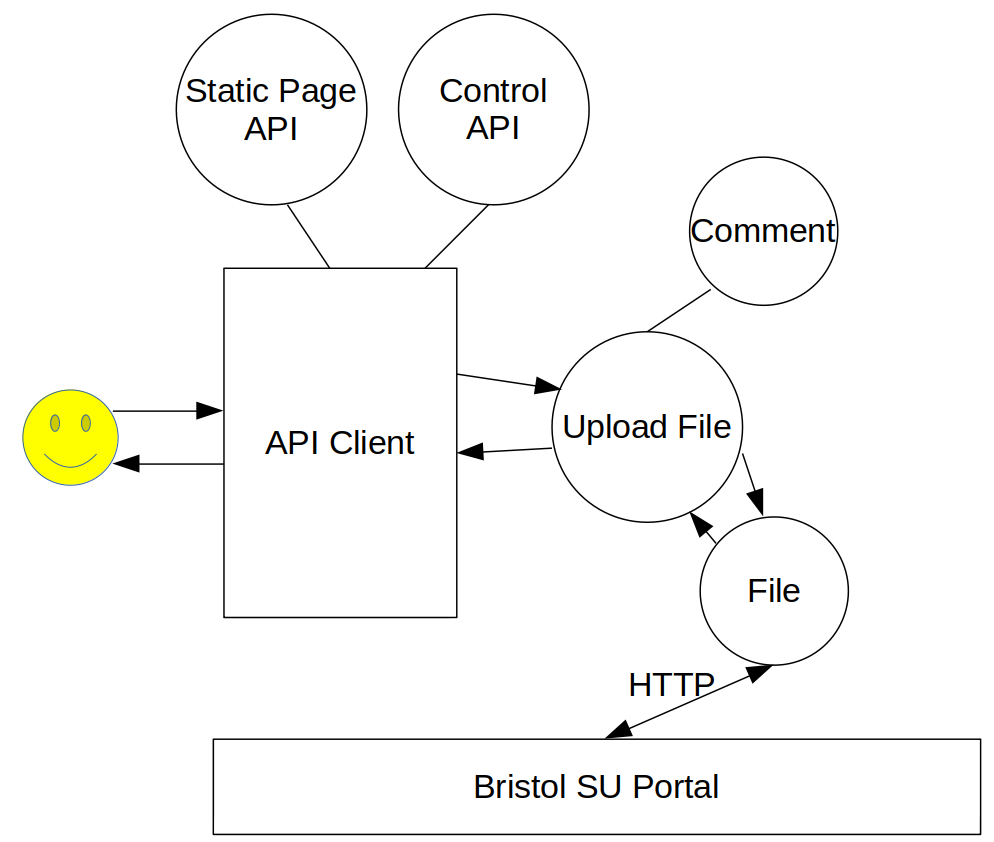 Static Page
API
Control
API
Comment
Upload File
API Client
File
HTTP
Bristol SU Portal